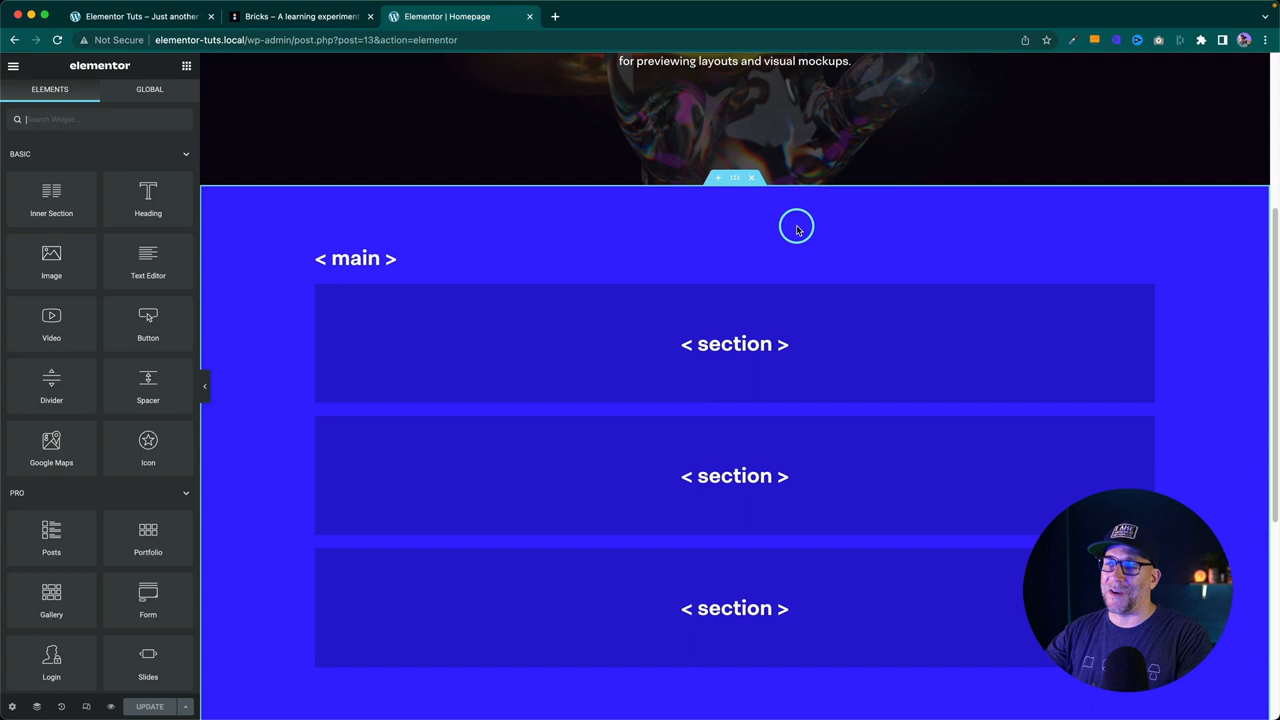 Elementor Tuts – Just another
Bricks – A learning experiment
Elementor | Homepage
Not Secure
elementor-tuts.local/wp-admin/post.php?post=13&action=elementor
elementor
ELEMENTS
GLOBAL
Search Widget...
BASIC
Inner Section
Heading
Image
Text Editor
Video
Button
Divider
Spacer
Google Maps
Icon
PRO
Posts
Portfolio
Gallery
Form
Login
Slides
UPDATE
for previewing layouts and visual mockups.
< main >
< section >
< section >
< section >